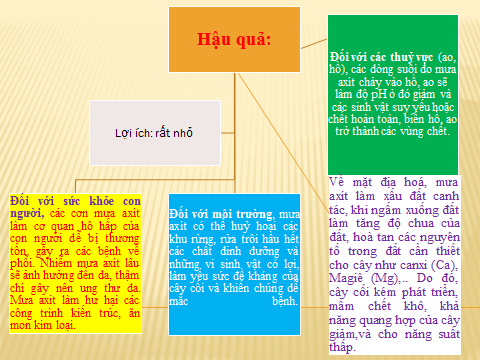 Hậu quả:
Đối với các thuỷ vực (ao,
hồ), các dòng suối do mưa
axit chảy vào hồ, ao sẽ
làm độ pH ở đó giảm và
các sinh vật suy yếu hoặc
chết hoàn toàn, biến hồ, ao
trở thành các vùng chết.
Lợi ích: rất nhỏ
Đối với sức khỏe con
người, các cơn mưa axit
làm cơ quan hô hấp của
con người dễ bị thương
tổn, gây ra các bệnh về
phổi. Nhiễm mưa axit lâu
sẽ ảnh hưởng đến da, thậm
chí gây nên ung thư da.
Mưa axit làm hư hại các
công trình kiến trúc, ăn
mòn kim loại.
Đối với môi trường, mưa
axit có thể huỷ hoại các
khu rừng, rửa trôi hầu hết
các chất dinh dưỡng và
những vi sinh vật có lợi,
làm yếu sức đệ kháng của
cây cối và khiến chúng dễ
mắc bệnh.
Về mặt địa hoá, mưa
axit làm xấu đất canh
tác, khi ngấm xuống đất
làm tăng độ chua của
đất, hoà tan các nguyên
tố trong đất cần thiết
cho cây như canxi (Ca),
Magiê (Mg),.. Do đó,
cây cối kém phát triển,
mầm chết khô, khả
năng quang hợp của cây
giảm,và cho năng suất
thấp.